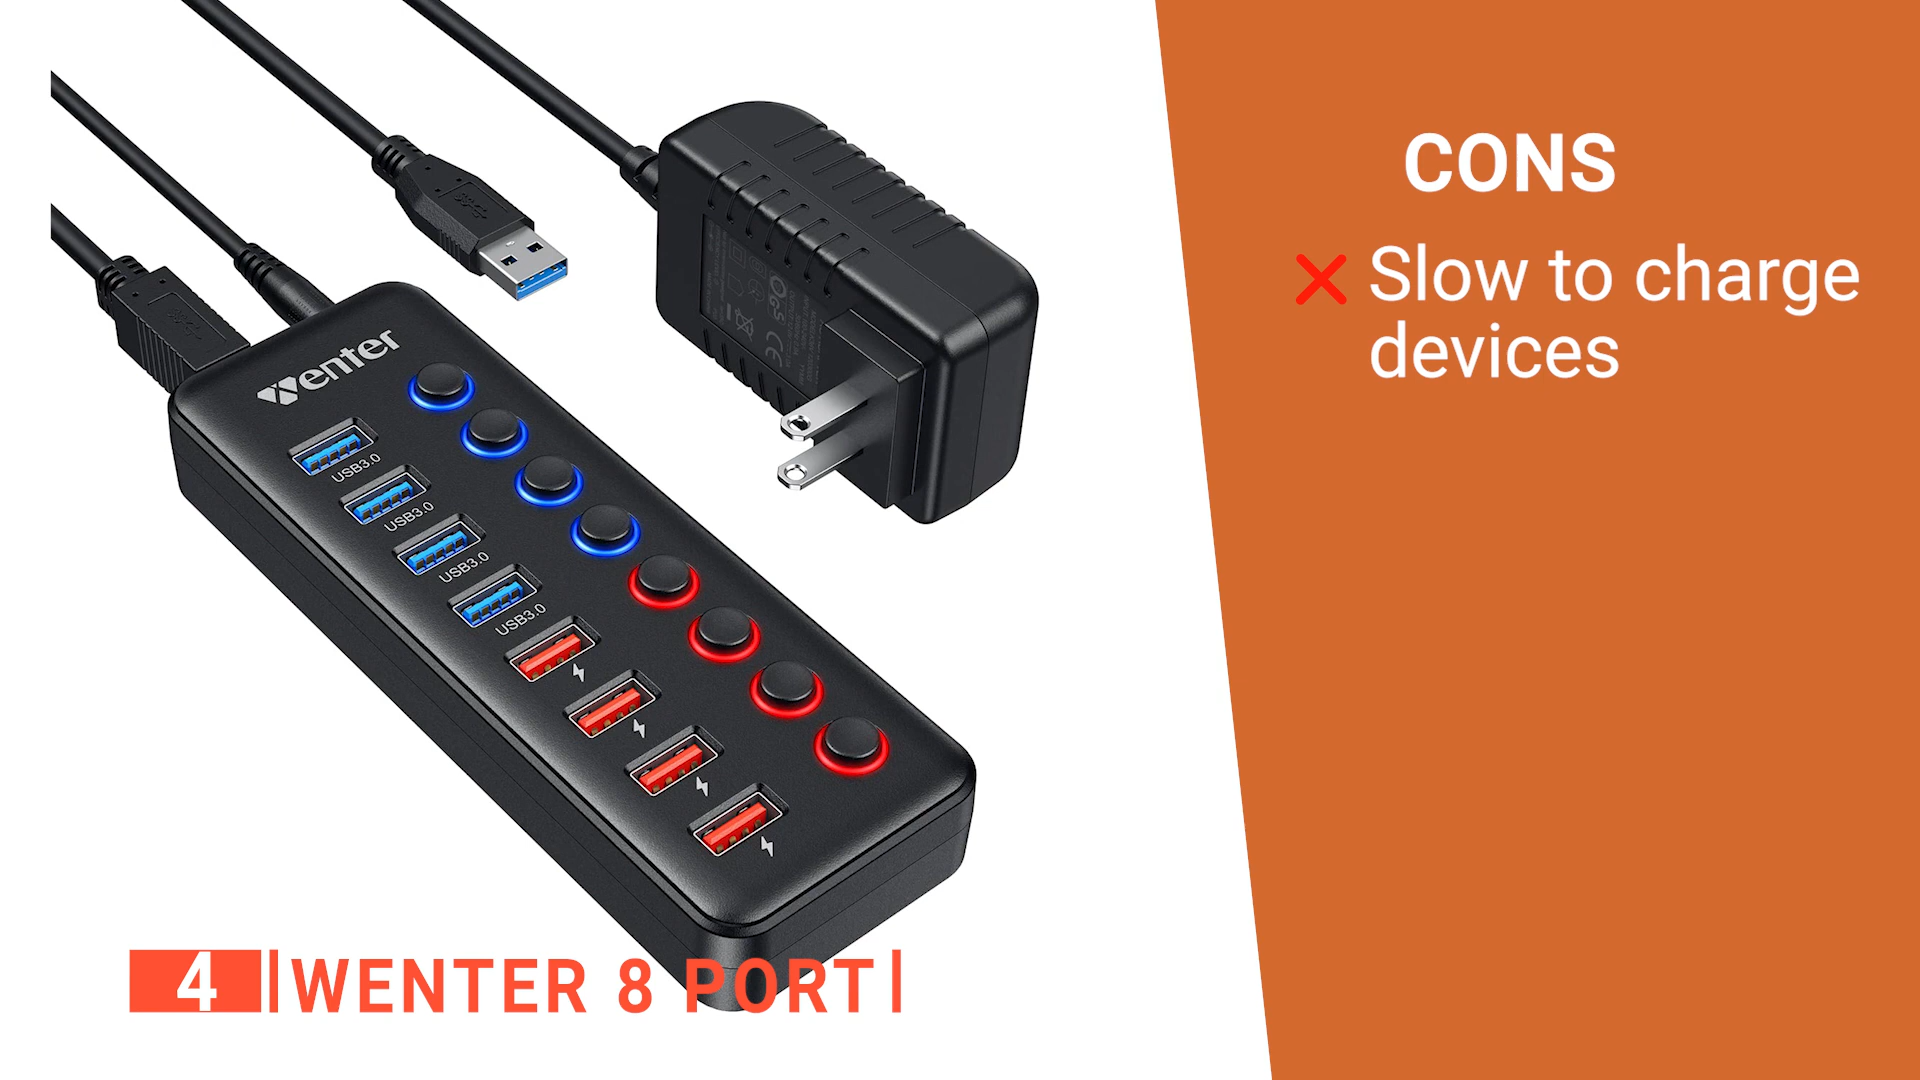 CONS
Slow to charge
devices
Wenter
USB3.0
USB3.0
USB3.0
USB3.0
4 WENTER 8 PORT